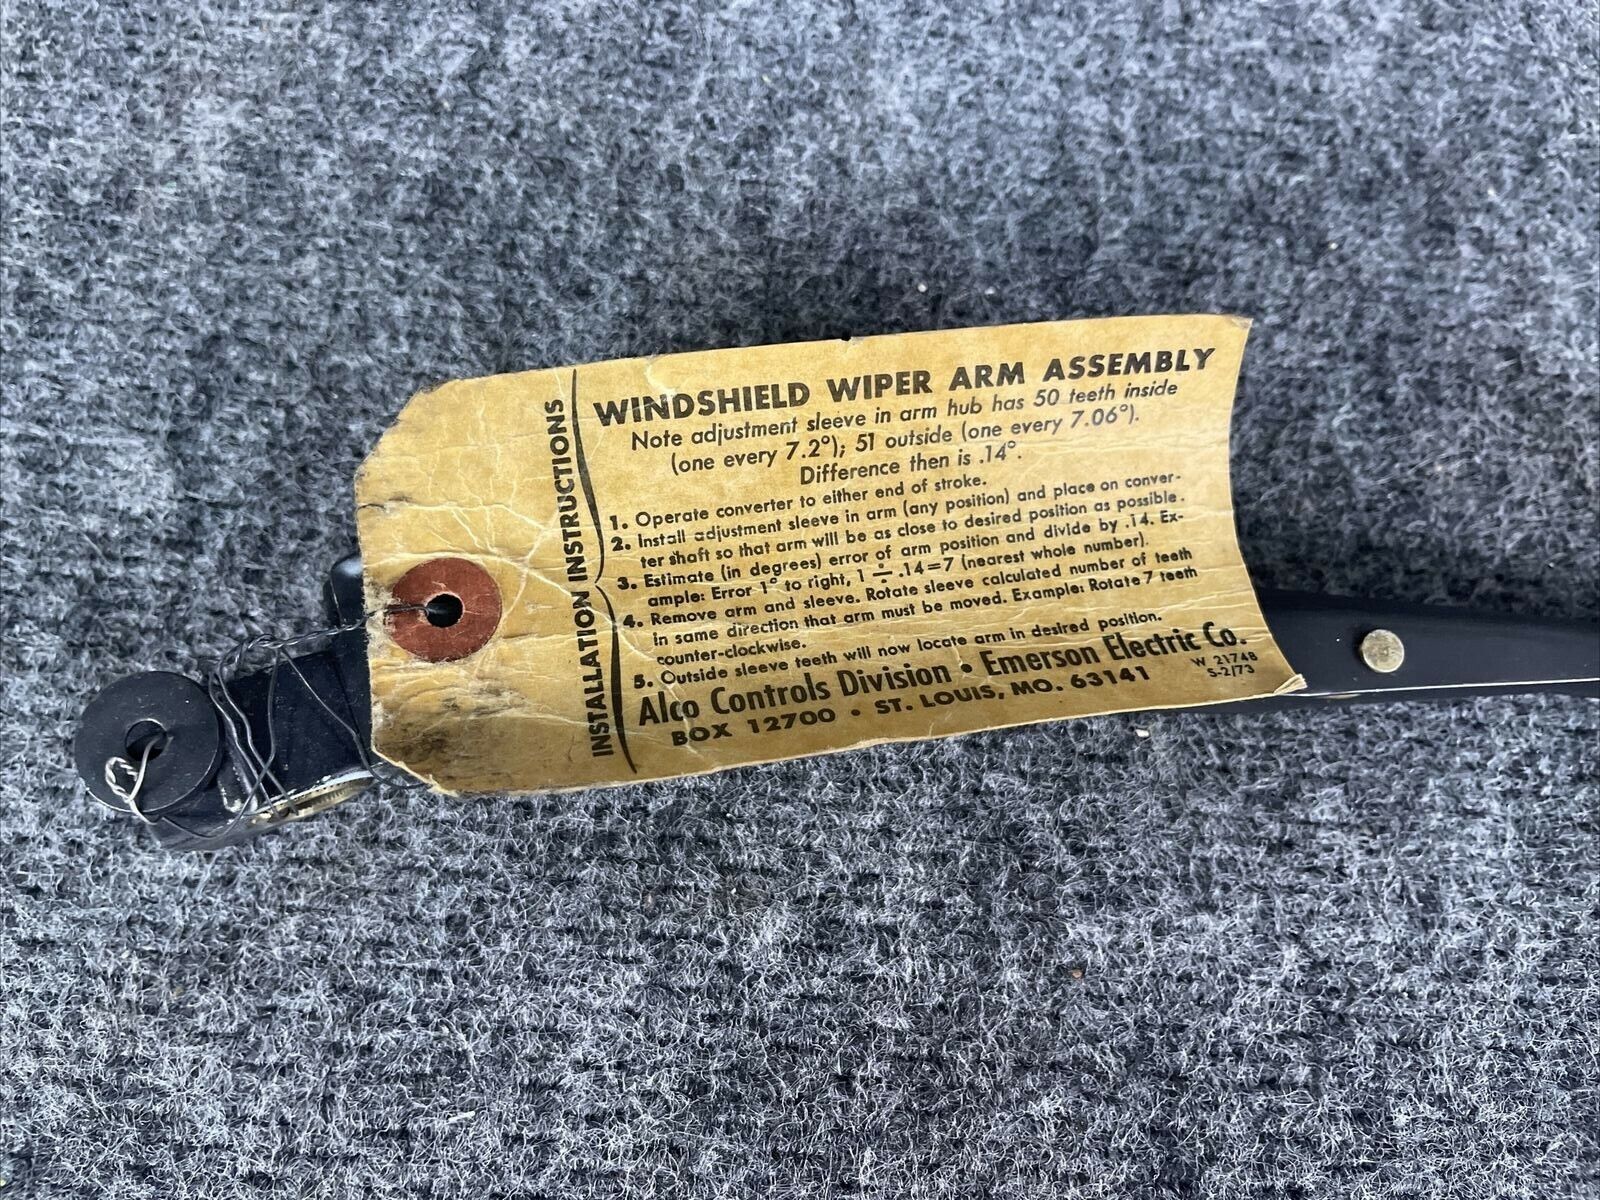 INSTALLATION INSTRUCTIONS
WINDSHIELD WIPER ARM ASSEMBLY
Note adjustment sleeve in arm hub has 50 teeth inside
(one every 7.2°); 51 outside (one every 7.06°).
Difference then is .14°.
1. Operate converter to either end of stroke.
2. Install adjustment sleeve in arm (any position) and place on conver-
ter shaft so that arm will be as close to desired position as possible.
3. Estimate (in degrees) error of arm position and divide by .14. Ex-
ample: Error 1° to right, 1 ÷ .14=7 (nearest whole number).
4. Remove arm and sleeve. Rotate sleeve calculated number of teeth
in same direction that arm must be moved. Example: Rotate 7 teeth
counter-clockwise.
5. Outside sleeve teeth will now locate arm in desired position.
Alco Controls Division • Emerson Electric Co.
BOX 12700 • ST. LOUIS, MO. 63141
W 21748
S-2/73